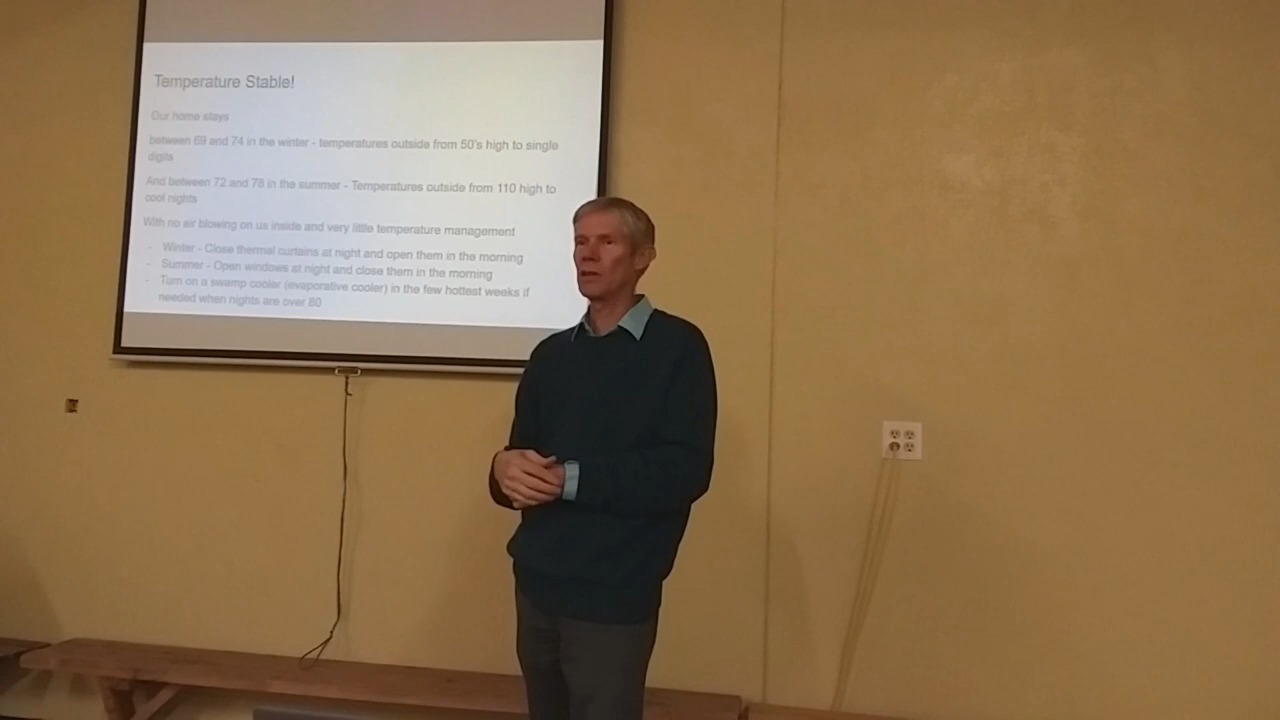 Temperature Stable!
Our home stays
between 69 and 74 in the winter - temperatures outside from 50's high to single
digits
And between 72 and 78 in the summer - Temperatures outside from 110 high to
cool nights
With no air blowing on us inside and very little temperature management
- Winter - Close thermal curtains at night and open them in the morning
- Summer - Open windows at night and close them in the morning
- Turn on a swamp cooler (evaporative cooler) in the few hottest weeks if
needed when nights are over 80